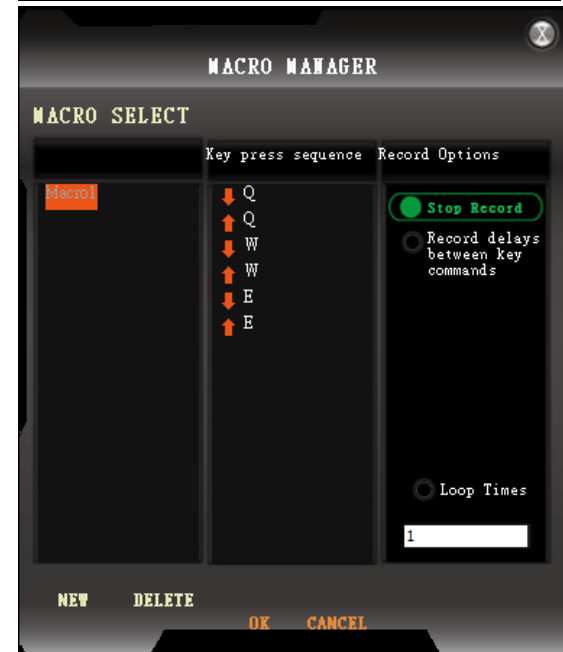 X
MACRO MANAGER
MACRO SELECT
Key press sequence
Record Options
Macro1
Q
Q
W
W
E
E
Stop Record
Record delays
between key
commands
Loop Times
1
NEW DELETE
OK CANCEL